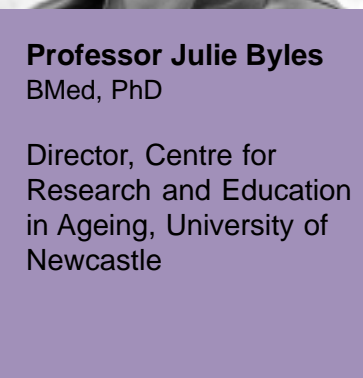 Professor Julie Byles
BMed, PhD
Director, Centre for
Research and Education
in Ageing, University of
Newcastle